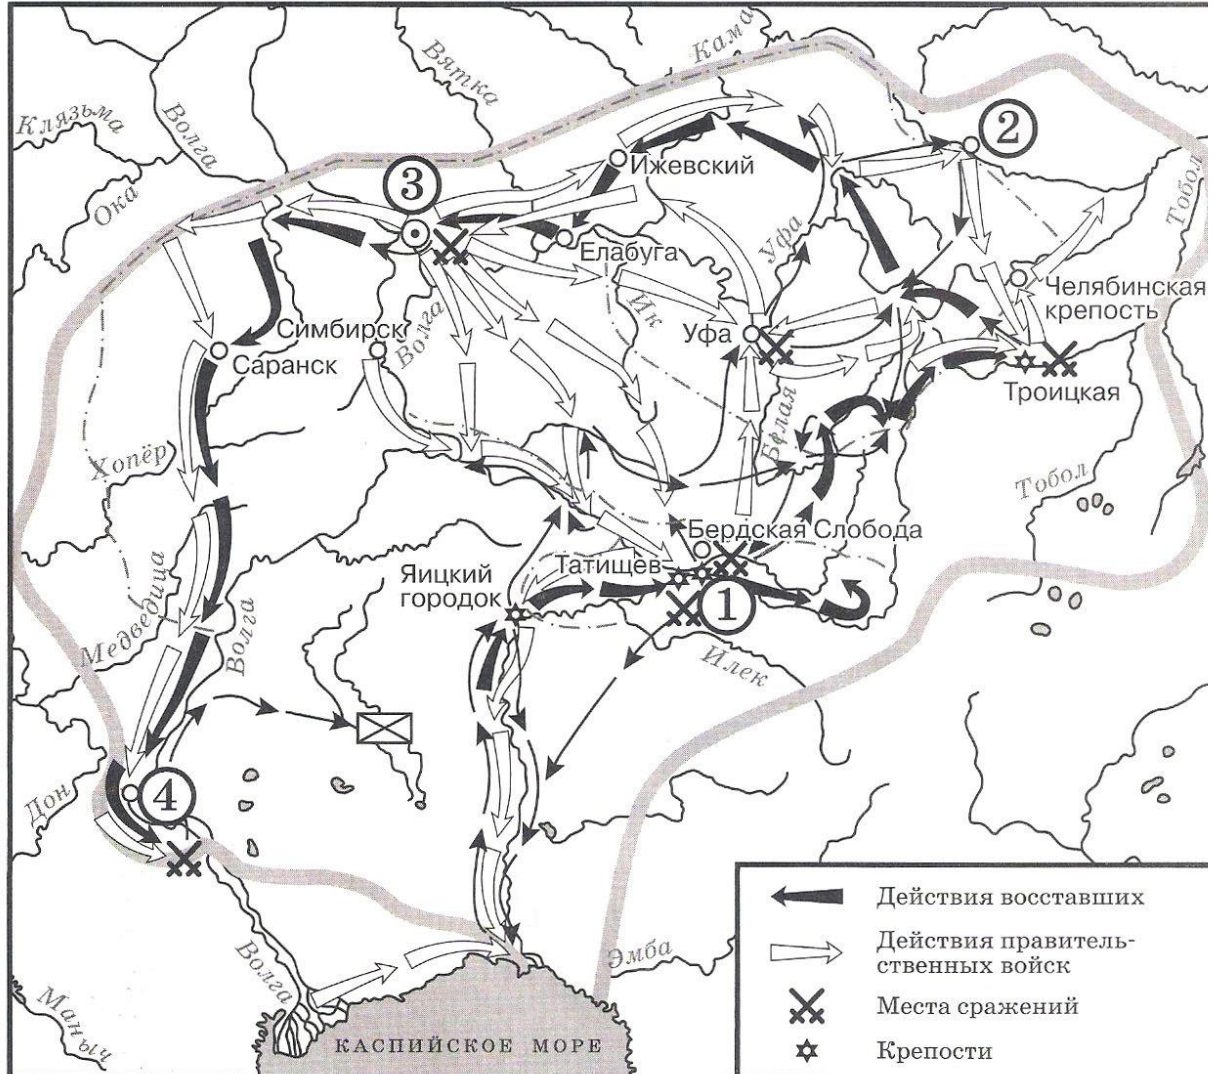 Кама
Вятка
Клязьма
Волга
2
Ижевский
Тобол
3
Ока
Елабуга
Уфа
Челябинская
крепость
Ик
Волга
Симбирск
Уфа
Саранск
Троицкая
Белая
Хопёр
Тобол
Бердская Слобода
Татищев
Яицкий
городок
1
Медведица
Волга
Илек
4
Дон
Действия восставших
Действия правитель-
ственных войск
Эмба
Волга
Места сражений
Маныч
КАСПИЙСКОЕ МОРЕ
Крепости